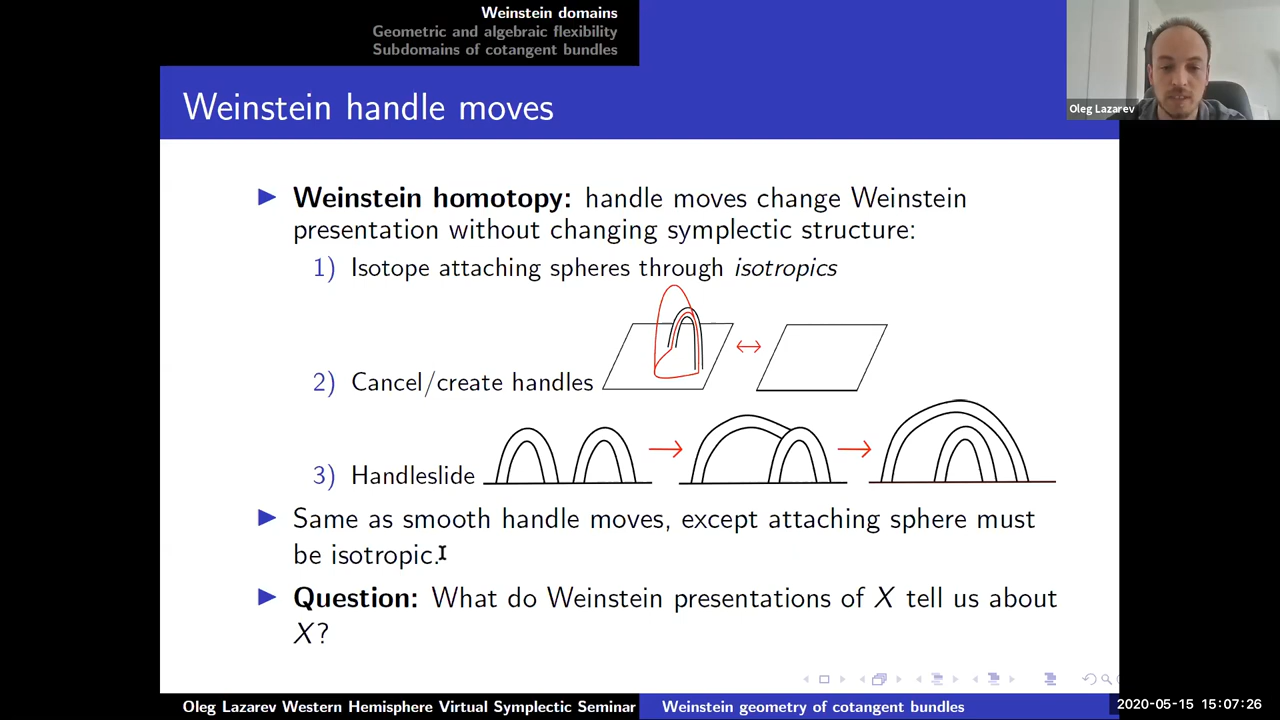 Weinstein domains
Geometric and algebraic flexibility
Subdomains of cotangent bundles
Oleg Lazarev
Weinstein handle moves
Weinstein homotopy: handle moves change Weinstein
presentation without changing symplectic structure:
1) Isotope attaching spheres through isotropics
2) Cancel/create handles
3) Handleslide
Same as smooth handle moves, except attaching sphere must
be isotropic.
Question: What do Weinstein presentations of X tell us about
X?
Oleg Lazarev Western Hemisphere Virtual Symplectic Seminar
Weinstein geometry of cotangent bundles
2020-05-15 15:07:26